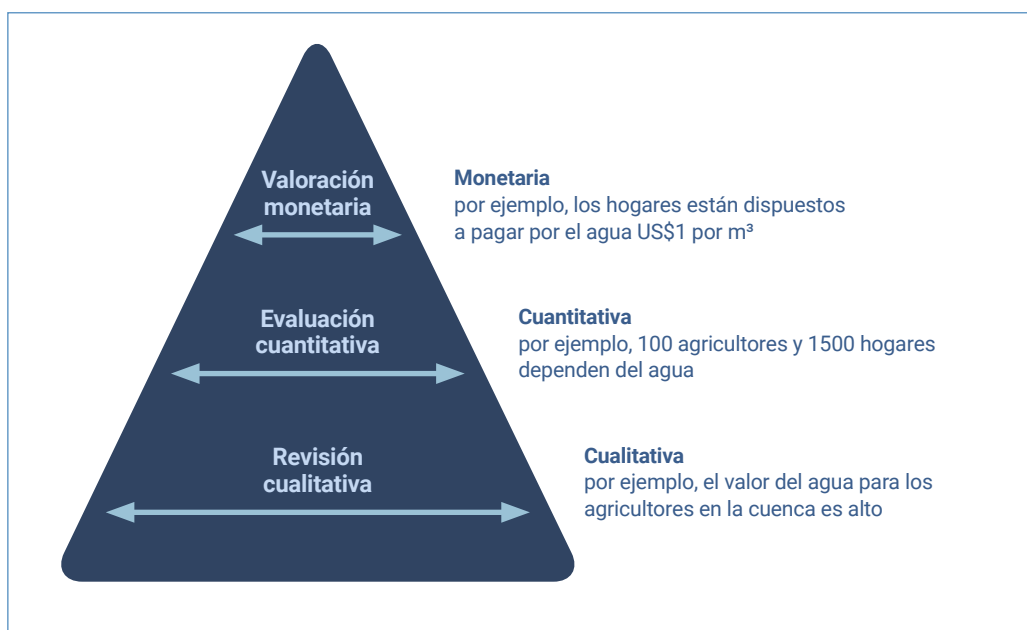 Valoración
monetaria
Monetaria
por ejemplo, los hogares están dispuestos
a pagar por el agua US$1 por m³
Evaluación
cuantitativa
Cuantitativa
por ejemplo, 100 agricultores y 1500 hogares
dependen del agua
Revisión
cualitativa
Cualitativa
por ejemplo, el valor del agua para los
agricultores en la cuenca es alto